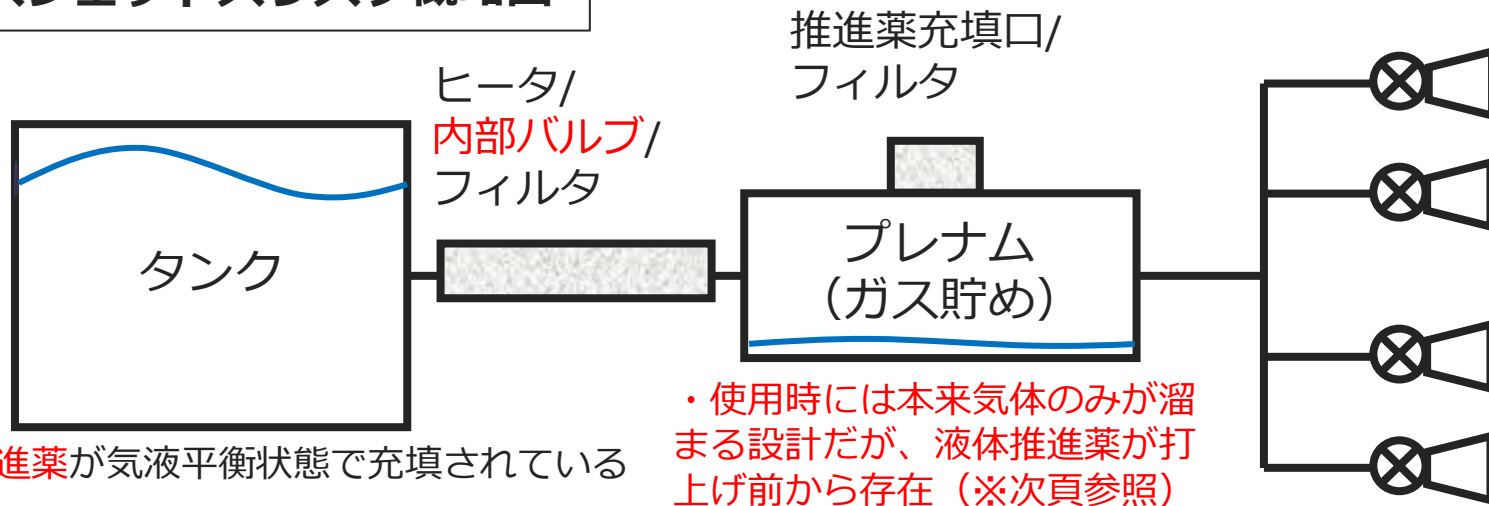 推進薬充填口/
フィルタ
ヒータ/
内部バルブ/
フィルタ
タンク
プレナム
（ガス貯め）
・使用時には本来気体のみが溜
まる設計だが、液体推進薬が打
上げ前から存在（※次頁参照）
進薬が気液平衡状態で充填されている